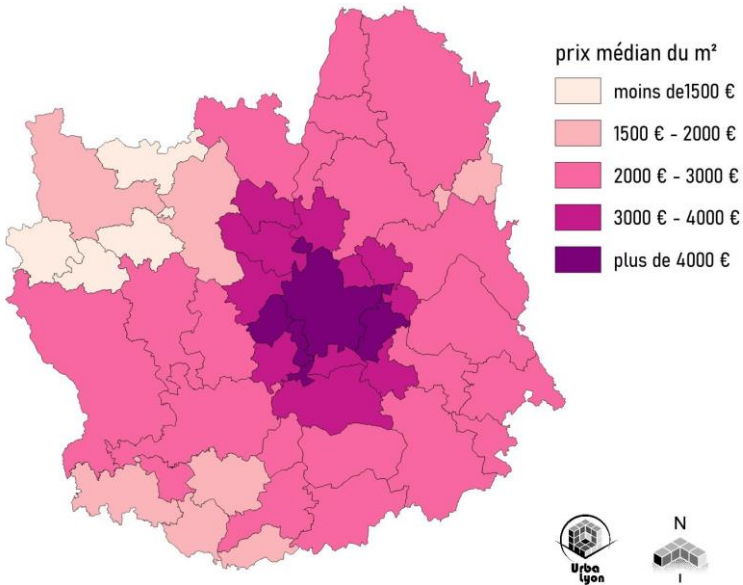 prix médian du m²
moins de1500 €
1500 € - 2000 €
2000 € - 3000 €
3000 € - 4000 €
plus de 4000 €
Urba
Lyon
N